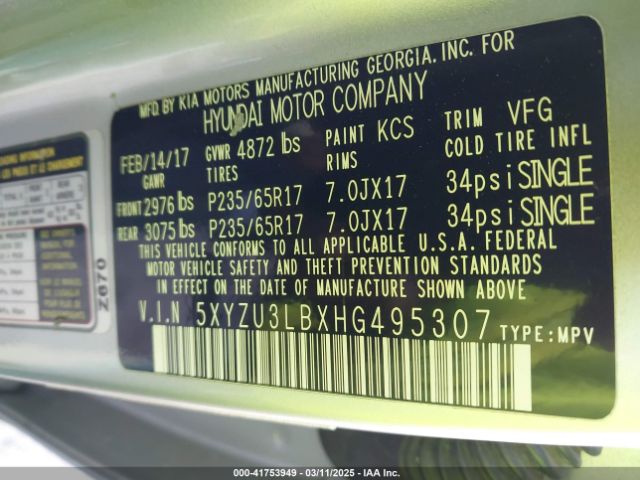 MFD BY KIA MOTORS MANUFACTURING GEORGIA. INC. FOR
HYUNDAI MOTOR COMPANY
FEB/14/17 GVWR 4872 lbs PAINT KCS TRIM VFG
GAWR TIRES RIMS COLD TIRE INFL
FRONT 2976 lbs P235/65R17 7.0JX17 34psi SINGLE
REAR 3075 lbs P235/65R17 7.0JX17 34psi SINGLE
THIS VEHICLE CONFORMS TO ALL APPLICABLE U.S.A. FEDERAL
MOTOR VEHICLE SAFETY AND THEFT PREVENTION STANDARDS
IN EFFECT ON THE DATE OF MANUFACTURE SHOWN ABOVE
V.I.N 5XYZU3LBXHG495307 TYPE:MPV
Z670
000-41753949 - 03/11/2025 - IAA Inc.